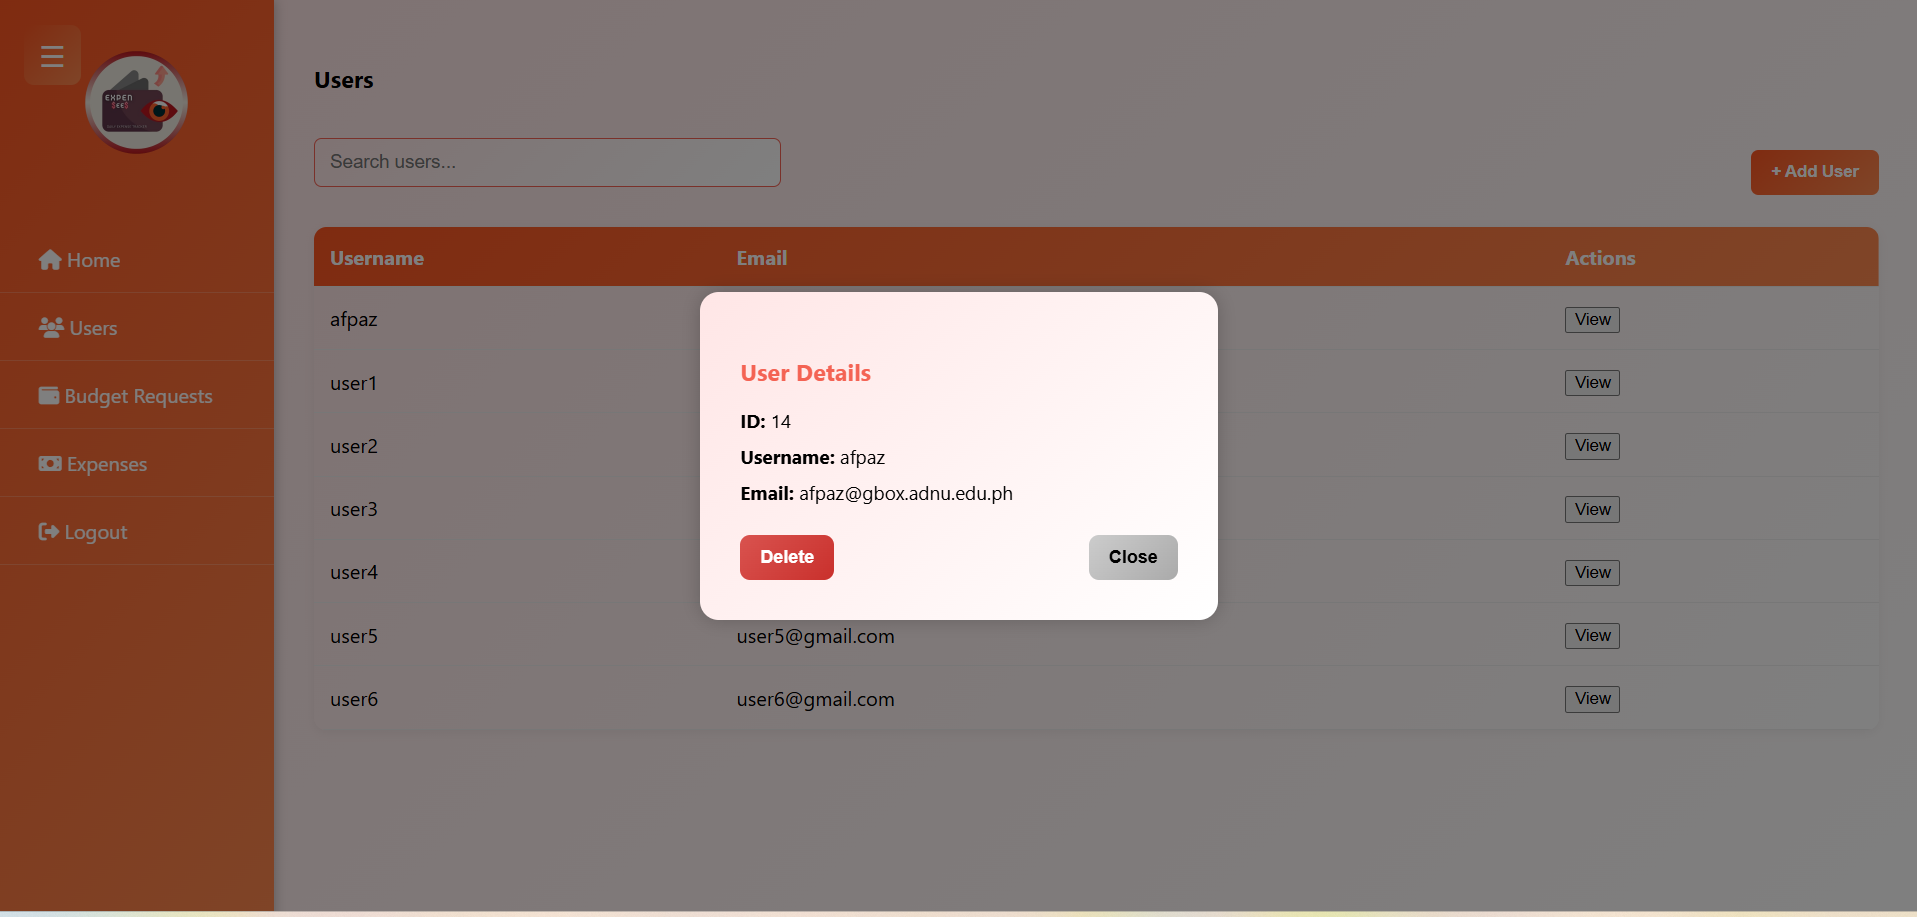 ☰
EXPEN
$EE$
Users
Search users...
+ Add User
Home
Users
Budget Requests
Expenses
Logout
Username Email Actions
afpaz View
user1 View
user2 View
user3 View
user4 View
user5 user5@gmail.com View
user6 user6@gmail.com View
User Details
ID: 14
Username: afpaz
Email: afpaz@gbox.adnu.edu.ph
Delete Close